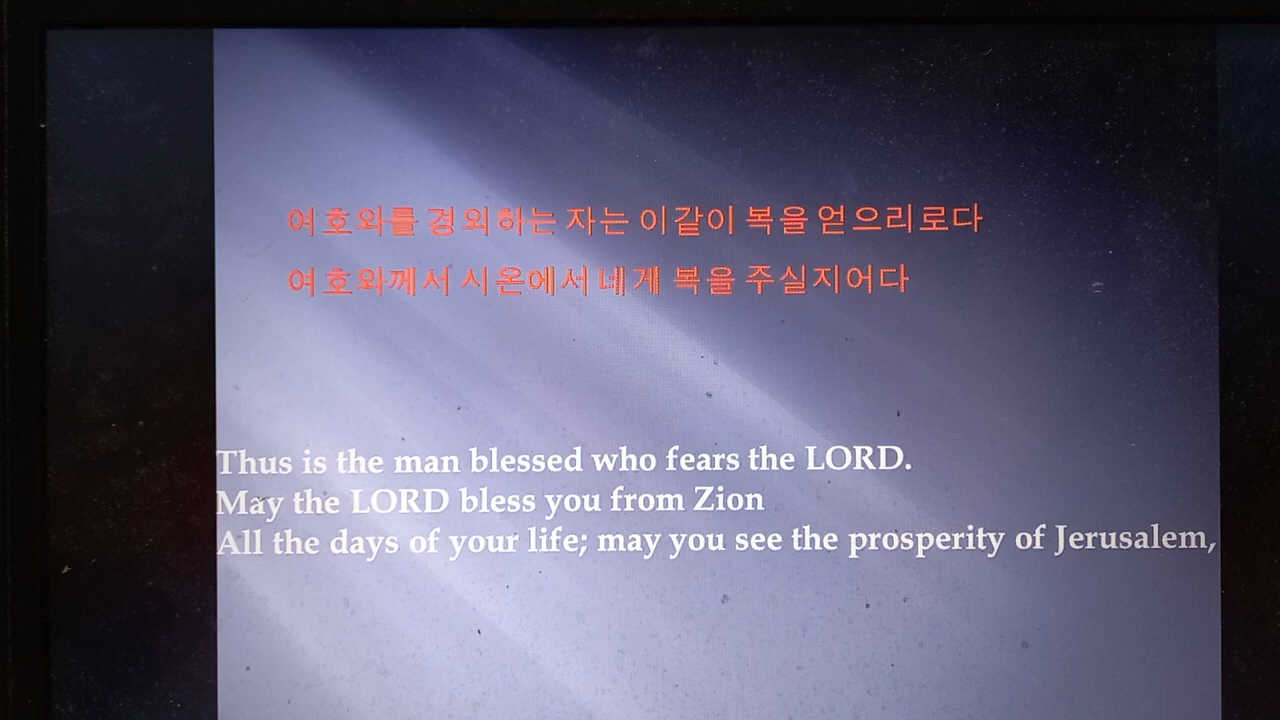 여호와를 경외하는 자는 이같이 복을 얻으리로다
여호와께서 시온에서 네게 복을 주실지어다
Thus is the man blessed who fears the LORD.
May the LORD bless you from Zion
All the days of your life; may you see the prosperity of Jerusalem,